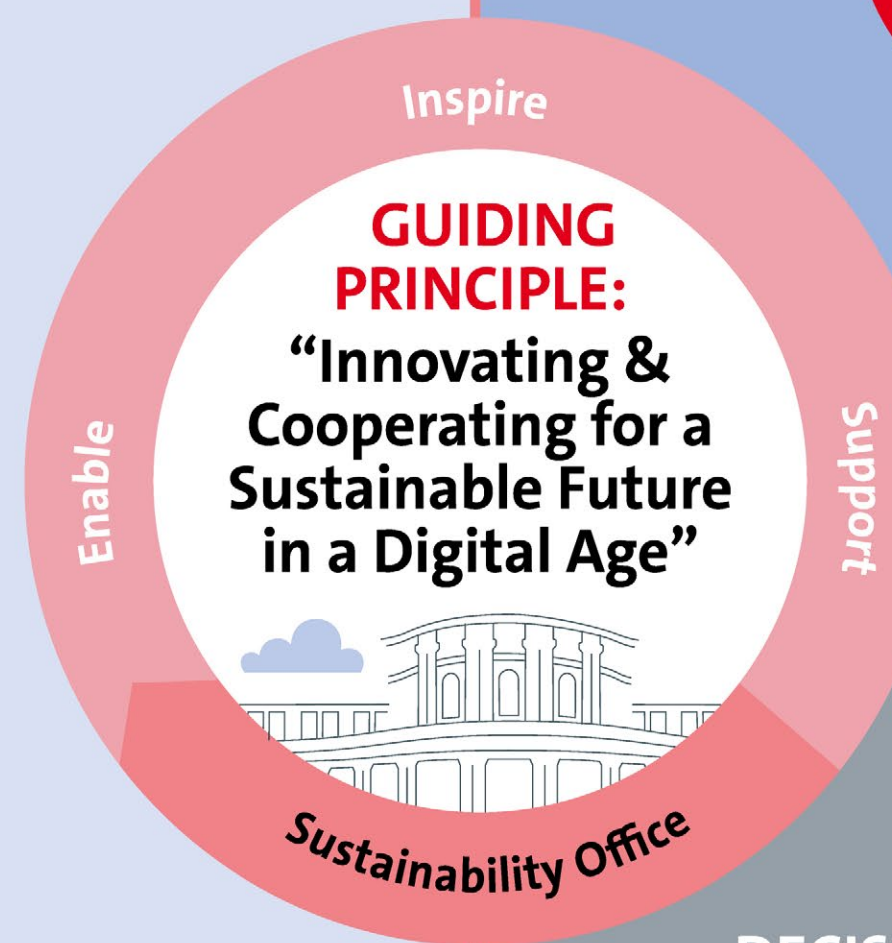 Inspire
GUIDING
PRINCIPLE:
“Innovating &
Cooperating for a
Sustainable Future
in a Digital Age”
Enable
Support
Sustainability Office